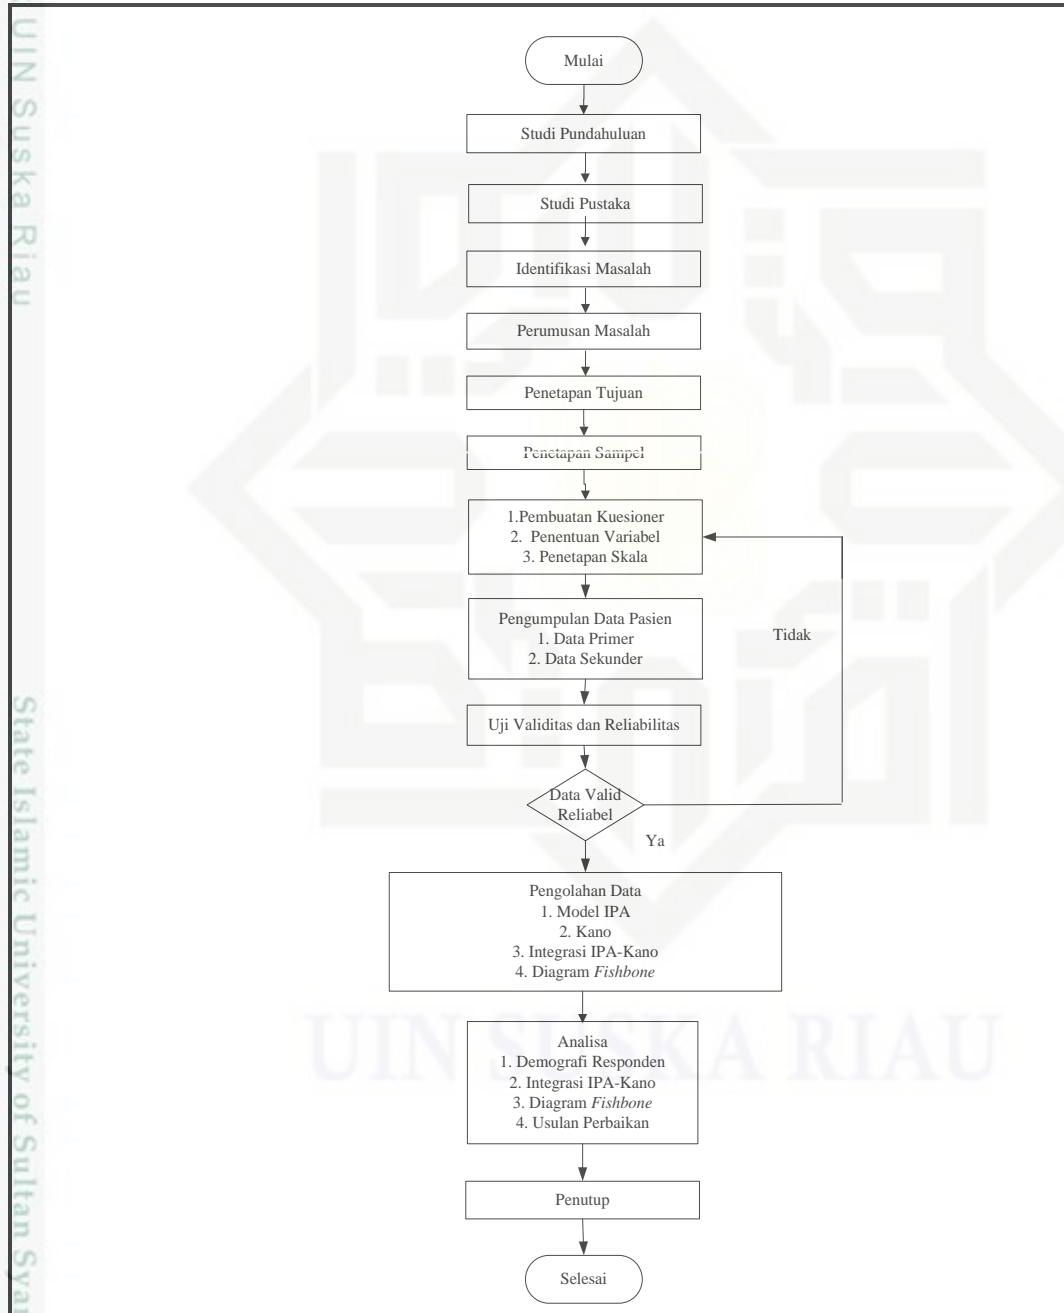 UIN Suska Riau
Mulai
Studi Pundahuluan
Studi Pustaka
Identifikasi Masalah
Perumusan Masalah
Penetapan Tujuan
Penetapan Sampel
1.Pembuatan Kuesioner
2. Penentuan Variabel
3. Penetapan Skala
Pengumpulan Data Pasien
1. Data Primer
2. Data Sekunder
Tidak
Uji Validitas dan Reliabilitas
Data Valid
Reliabel
Ya
Pengolahan Data
1. Model IPA
2. Kano
3. Integrasi IPA-Kano
4. Diagram Fishbone
Analisa
1. Demografi Responden
2. Integrasi IPA-Kano
3. Diagram Fishbone
4. Usulan Perbaikan
Penutup
Selesai
UIN SUSKA RIAU
State Islamic University of Sultan Syar